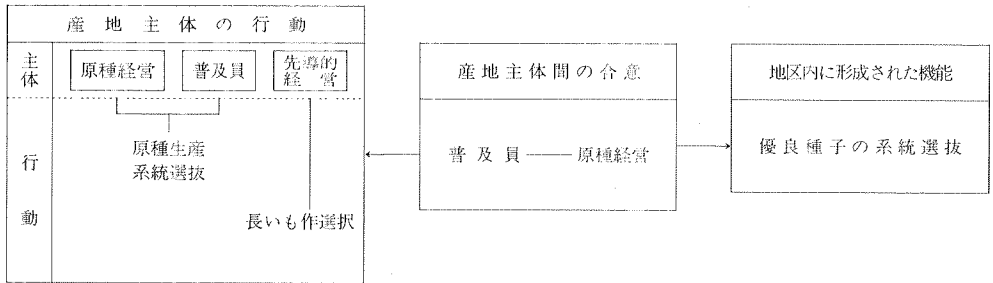 産地主体の行動
主体
原種経営
普及員
先導的
経営
行動
原種生産
系統選抜
長いも作選択
産地主体間の合意
普及員──原種経営
地区内に形成された機能
優良種子の系統選抜